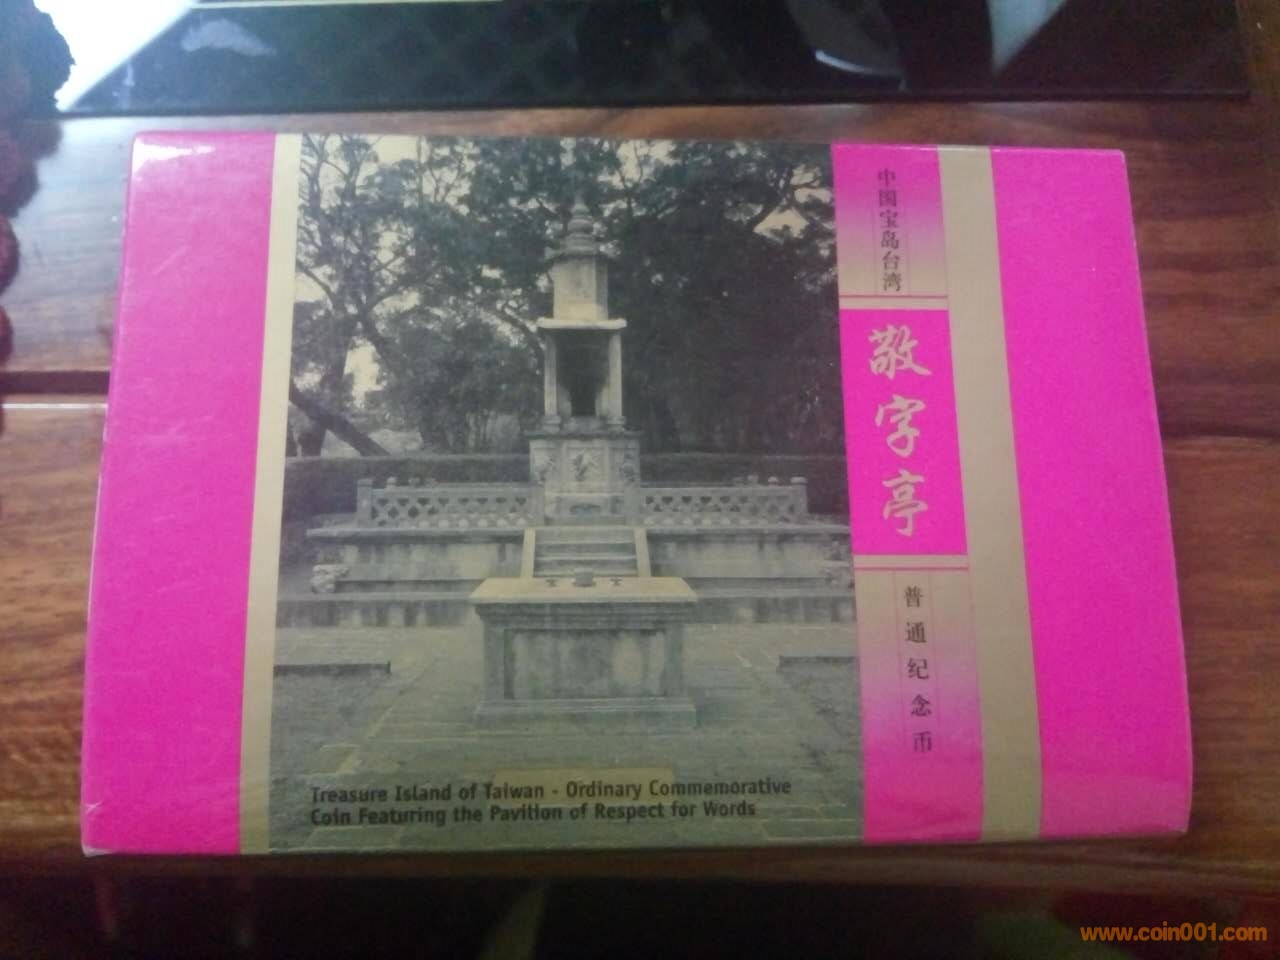 中国宝岛台湾
敬字亭
普通纪念币
Treasure Island of Taiwan - Ordinary Commemorative
Coin Featuring the Pavilion of Respect for Words
www.coin001.com